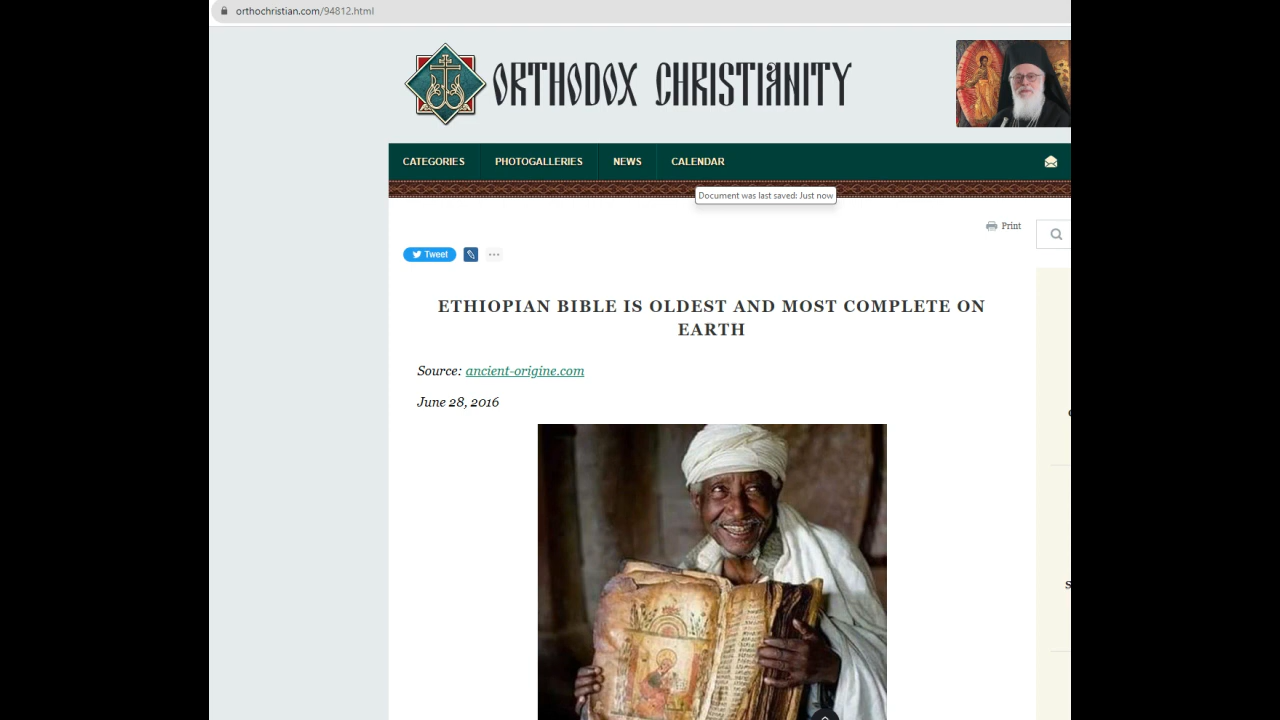 orthochristian.com/94812.html
ORTHODOX CHRISTIANITY
CATEGORIES PHOTOGALLERIES NEWS CALENDAR
Document was last saved: Just now
Print
Tweet
ETHIOPIAN BIBLE IS OLDEST AND MOST COMPLETE ON
EARTH
Source: ancient-origine.com
June 28, 2016